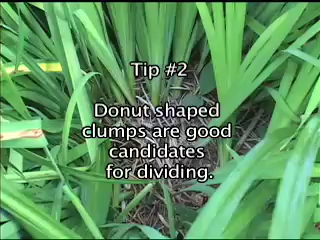 Tip #2
Donut shaped
clumps are good
candidates
for dividing.